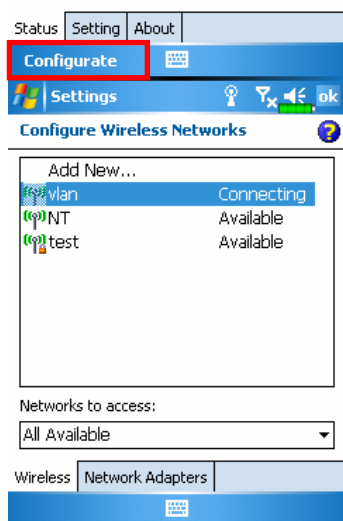 Status Setting About
Configurate
Settings ok
Configure Wireless Networks ?
Add New...
vlan Connecting
NT Available
test Available
Networks to access:
All Available
Wireless Network Adapters